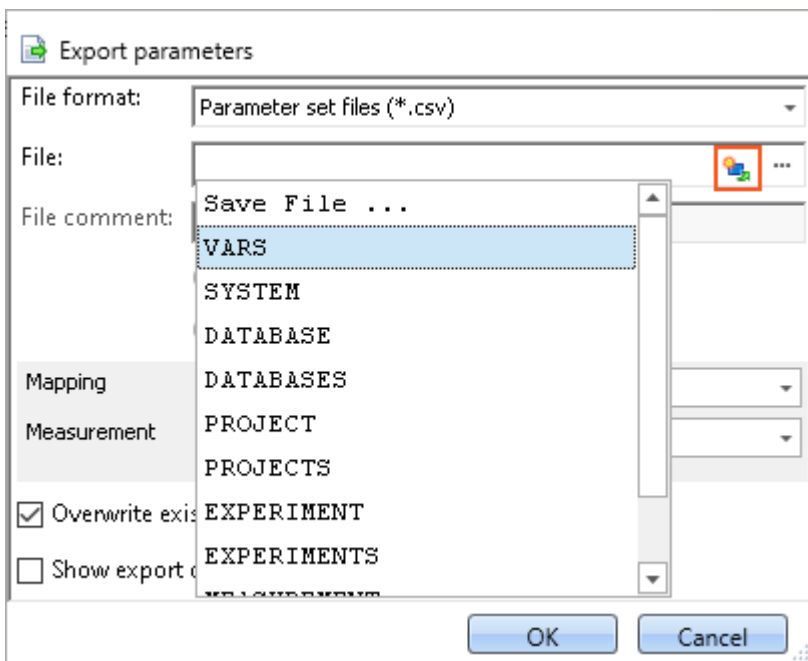 Export parameters
File format:
Parameter set files (*.csv)
File:
...
File comment:
Save File ...
VARS
SYSTEM
DATABASE
DATABASES
Mapping
PROJECT
Measurement
PROJECTS
Overwrite exis
EXPERIMENT
EXPERIMENTS
Show export
OK
Cancel